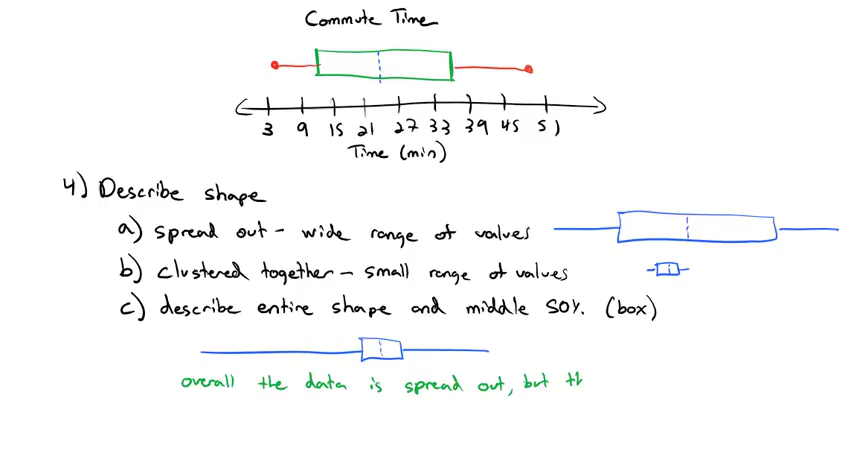 Commute Time
3 9 15 21 27 33 39 45 51
Time (min)
4) Describe shape
a) spread out - wide range of values
b) clustered together - small range of values
c) describe entire shape and middle 50%. (box)
overall the data is spread out, but th